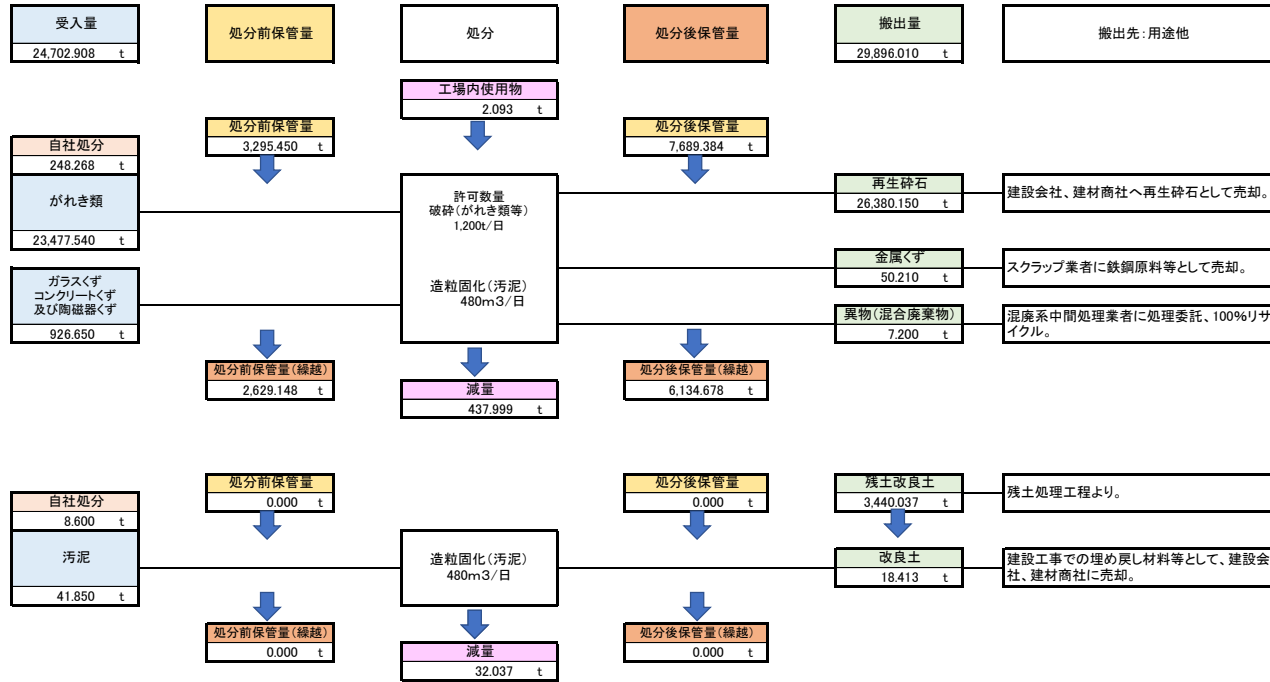 受入量
24,702.908 t
処分前保管量
処分
処分後保管量
搬出量
29,896.010 t
搬出先：用途他
工場内使用物
2.093 t
処分前保管量
3,295.450 t
処分後保管量
7,689.384 t
自社処分
248.268 t
がれき類
23,477.540 t
許可数量
破砕（がれき類等）
1,200t/日
造粒固化（汚泥）
480m3/日
再生砕石
26,380.150 t
建設会社、建材商社へ再生砕石として売却。
ガラスくず
コンクリートくず
及び陶磁器くず
926.650 t
金属くず
50.210 t
スクラップ業者に鉄鋼原料等として売却。
異物（混合廃棄物）
7.200 t
混廃系中間処理業者に処理委託、100%リサ
イクル。
処分前保管量（繰越）
2,629.148 t
減量
437.999 t
処分後保管量（繰越）
6,134.678 t
処分前保管量
0.000 t
処分後保管量
0.000 t
残土改良土
3,440.037 t
残土処理工程より。
自社処分
8.600 t
汚泥
41.850 t
造粒固化（汚泥）
480m3/日
改良土
18.413 t
建設工事での埋め戻し材料等として、建設会
社、建材商社に売却。
処分前保管量（繰越）
0.000 t
減量
32.037 t
処分後保管量（繰越）
0.000 t